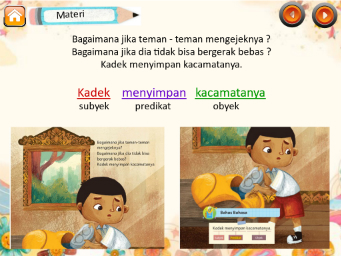 Materi
Bagaimana jika teman - teman mengejeknya ?
Bagaimana jika dia tidak bisa bergerak bebas ?
Kadek menyimpan kacamatanya.
Kadek menyimpan kacamatanya
subyek predikat obyek
Bagaimana jika teman-teman
mengejeknya?
Bagaimana jika dia tidak bisa
bergerak bebas?
Kadek menyimpan kacamatanya.
Bahas Bahasa
Kadek menyimpan kacamatanya.